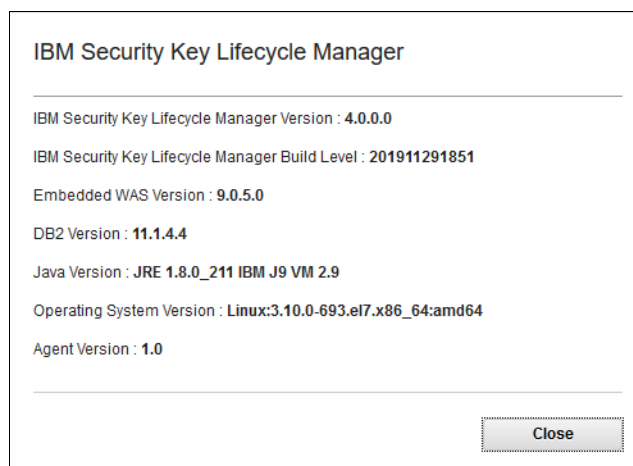 IBM Security Key Lifecycle Manager
IBM Security Key Lifecycle Manager Version : 4.0.0.0
IBM Security Key Lifecycle Manager Build Level : 201911291851
Embedded WAS Version : 9.0.5.0
DB2 Version : 11.1.4.4
Java Version : JRE 1.8.0_211 IBM J9 VM 2.9
Operating System Version : Linux:3.10.0-693.el7.x86_64:amd64
Agent Version : 1.0
Close